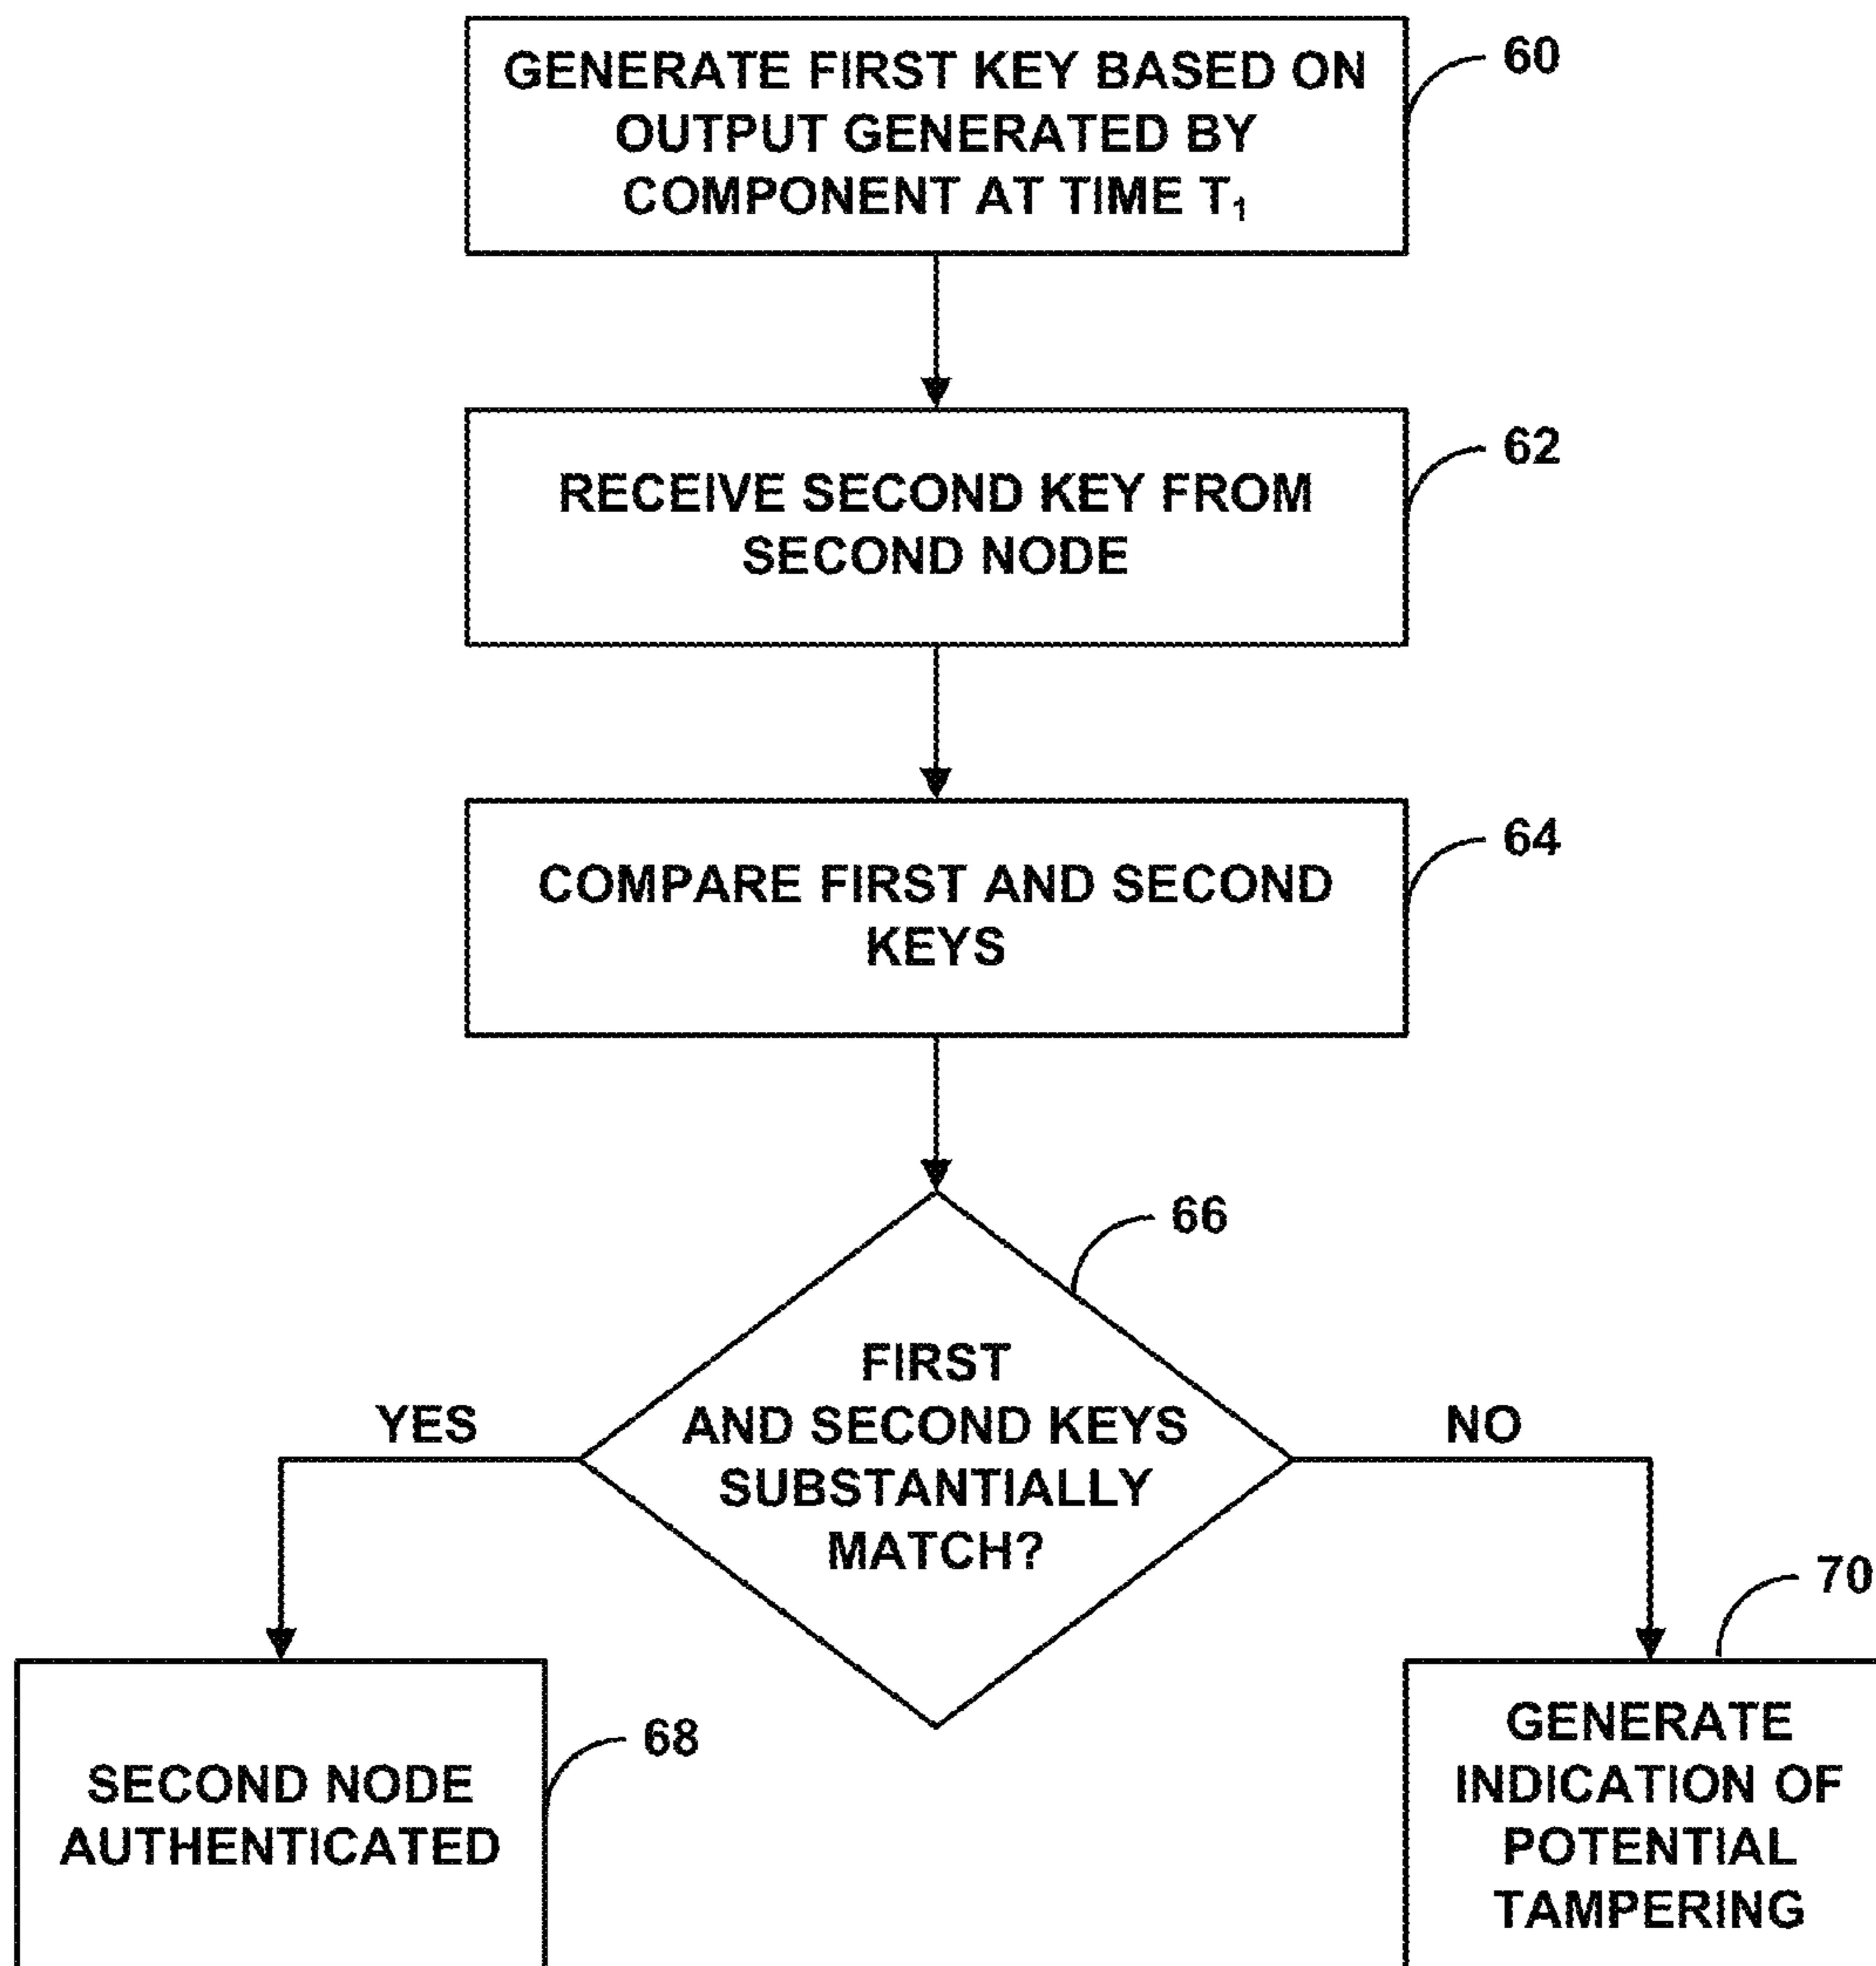 GENERATE FIRST KEY BASED ON
OUTPUT GENERATED BY
COMPONENT AT TIME T₁
60
RECEIVE SECOND KEY FROM
SECOND NODE
62
COMPARE FIRST AND SECOND
KEYS
64
66
FIRST
AND SECOND KEYS
SUBSTANTIALLY
MATCH?
YES
NO
SECOND NODE
AUTHENTICATED
68
70
GENERATE
INDICATION OF
POTENTIAL
TAMPERING